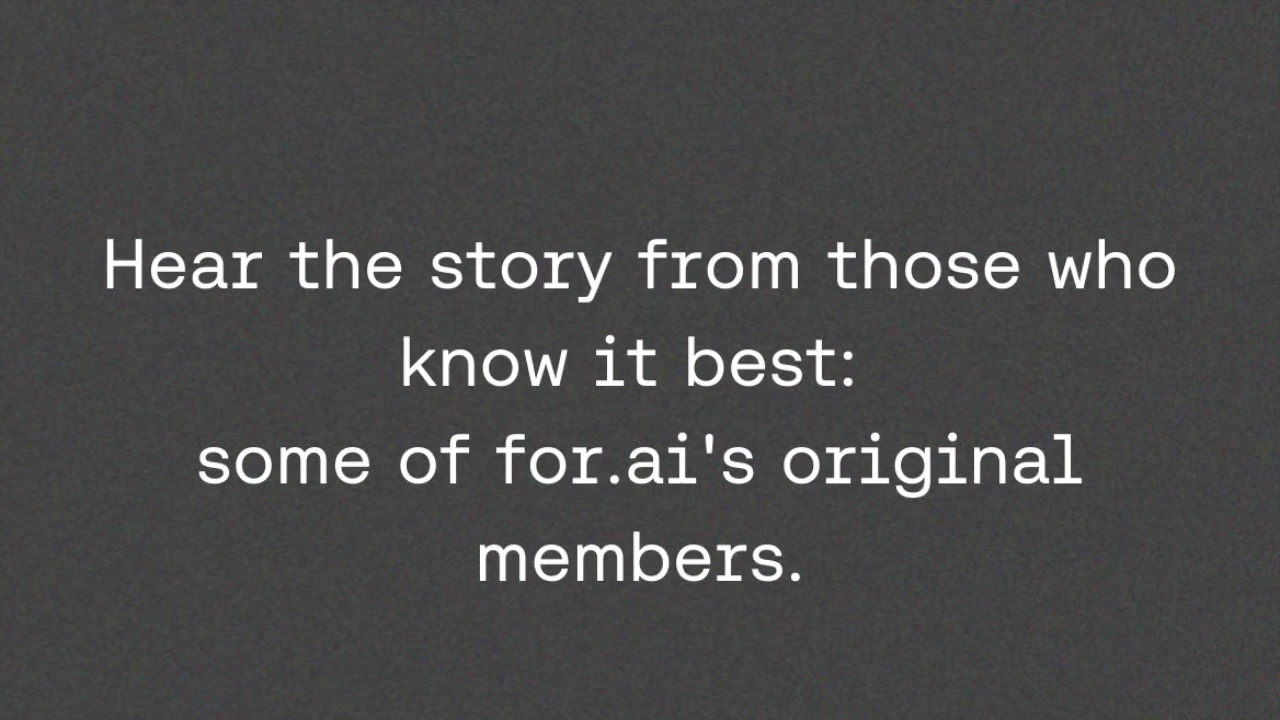 Hear the story from those who
know it best:
some of for.ai's original
members.